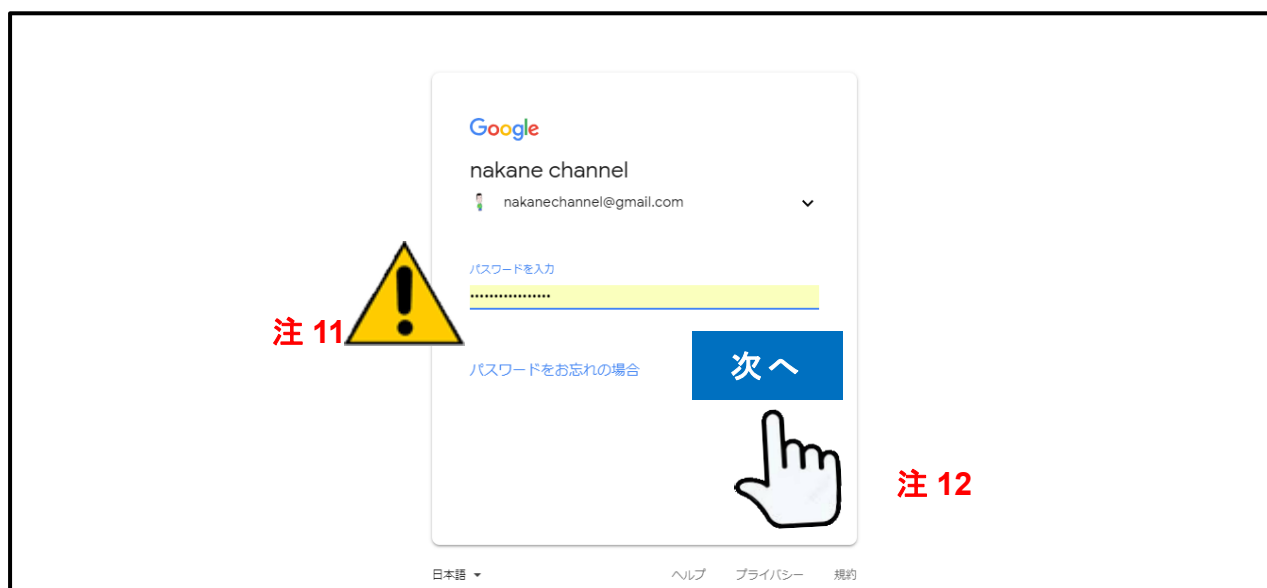 Google
nakane channel
nakanechannel@gmail.com
パスワードを入力
•••••••••••••••••
注 11
パスワードをお忘れの場合
次へ
注 12
日本語
ヘルプ プライバシー 規約